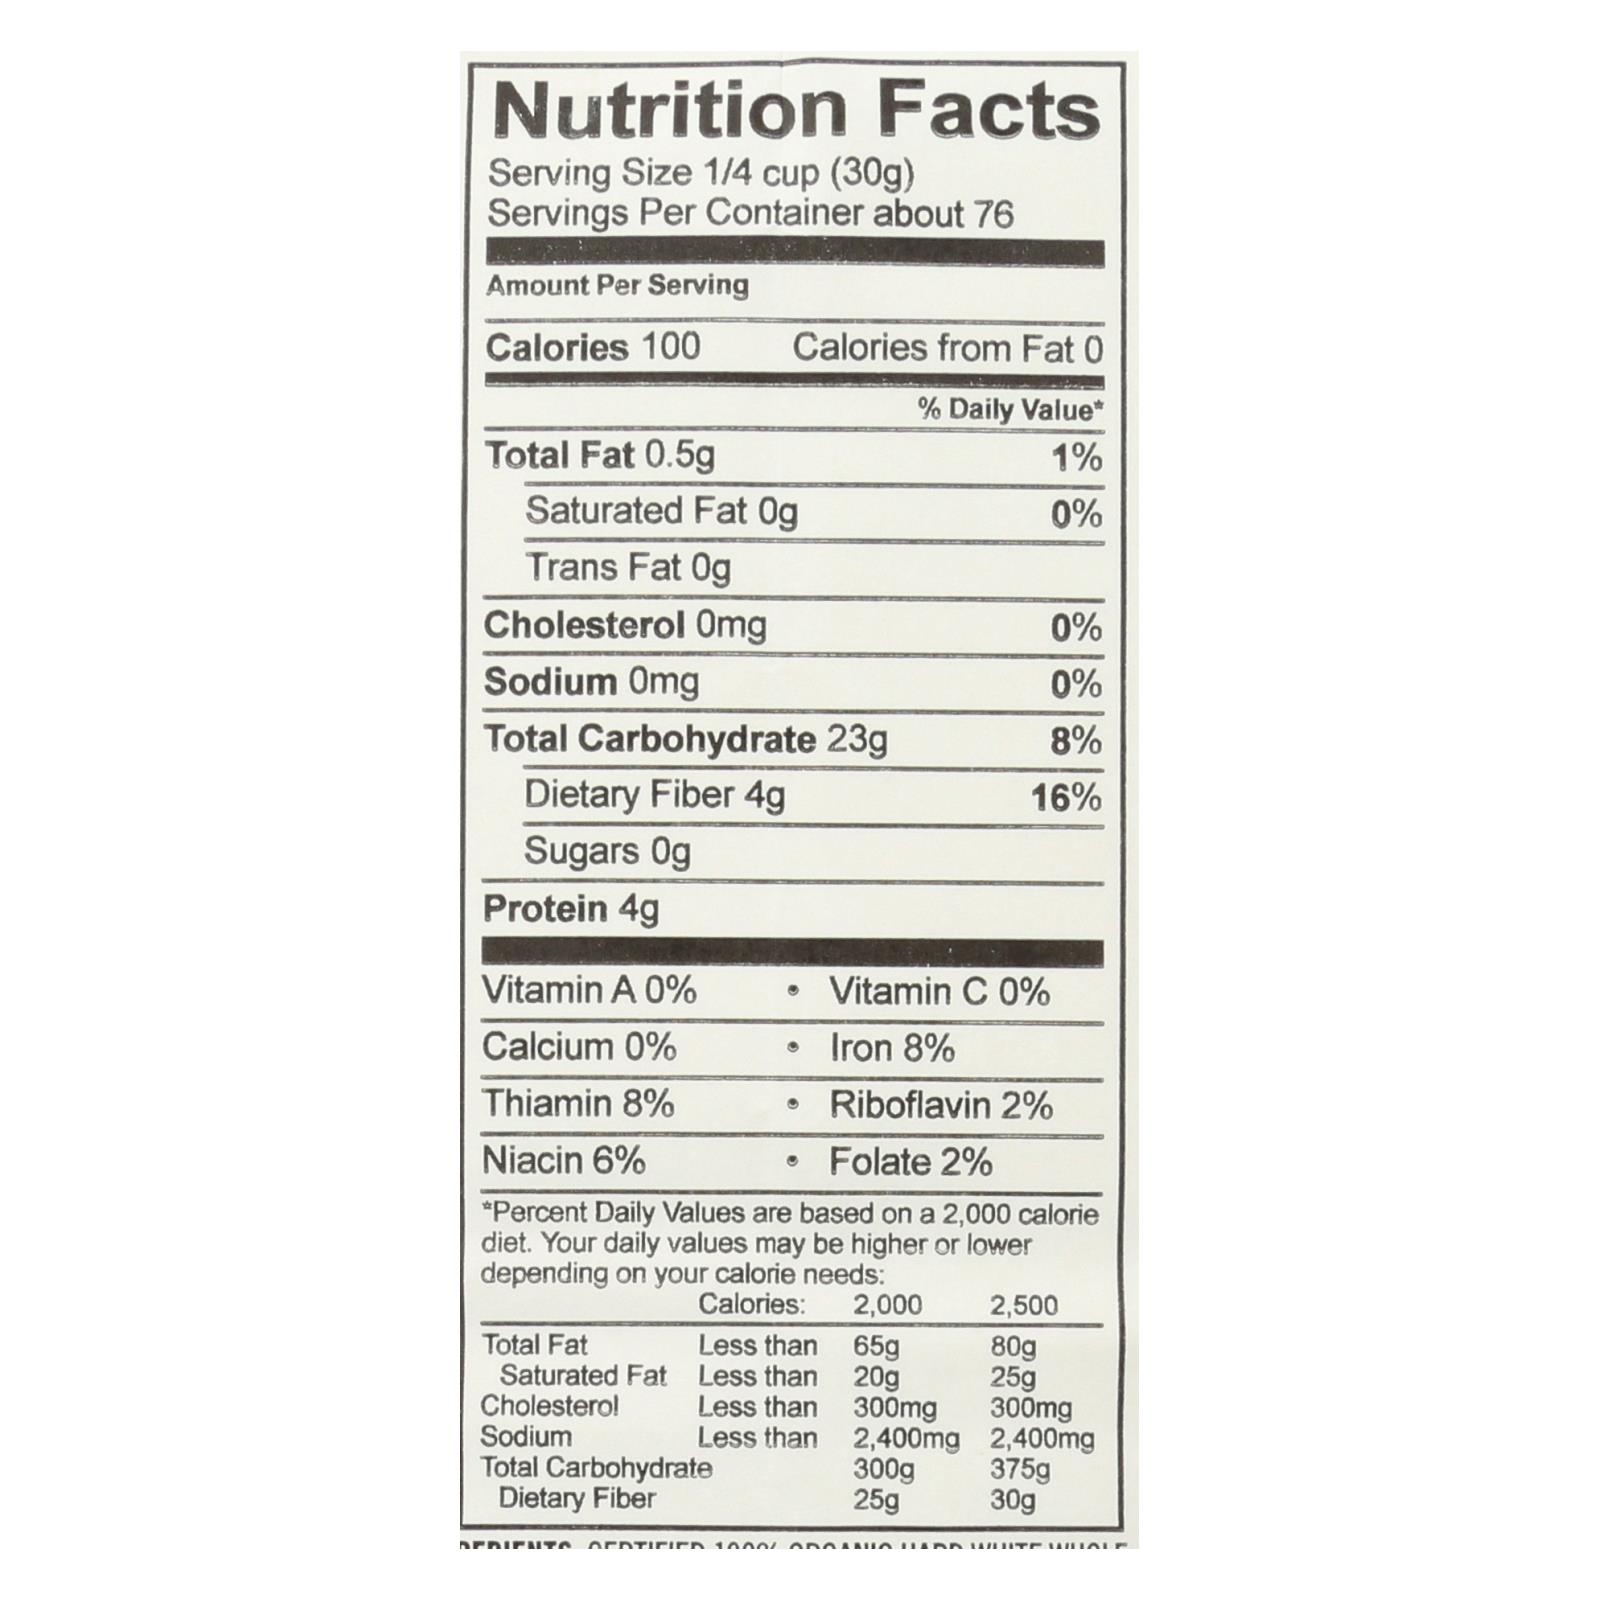 Nutrition Facts
Serving Size 1/4 cup (30g)
Servings Per Container about 76
Amount Per Serving
Calories 100 Calories from Fat 0
% Daily Value*
Total Fat 0.5g 1%
Saturated Fat 0g 0%
Trans Fat 0g
Cholesterol 0mg 0%
Sodium 0mg 0%
Total Carbohydrate 23g 8%
Dietary Fiber 4g 16%
Sugars 0g
Protein 4g
Vitamin A 0% • Vitamin C 0%
Calcium 0% • Iron 8%
Thiamin 8% • Riboflavin 2%
Niacin 6% • Folate 2%
*Percent Daily Values are based on a 2,000 calorie
diet. Your daily values may be higher or lower
depending on your calorie needs:
Calories: 2,000 2,500
Total Fat Less than 65g 80g
Saturated Fat Less than 20g 25g
Cholesterol Less than 300mg 300mg
Sodium Less than 2,400mg 2,400mg
Total Carbohydrate 300g 375g
Dietary Fiber 25g 30g
CERTIFIED 100% ORGANIC HARD WHITE WHOLE